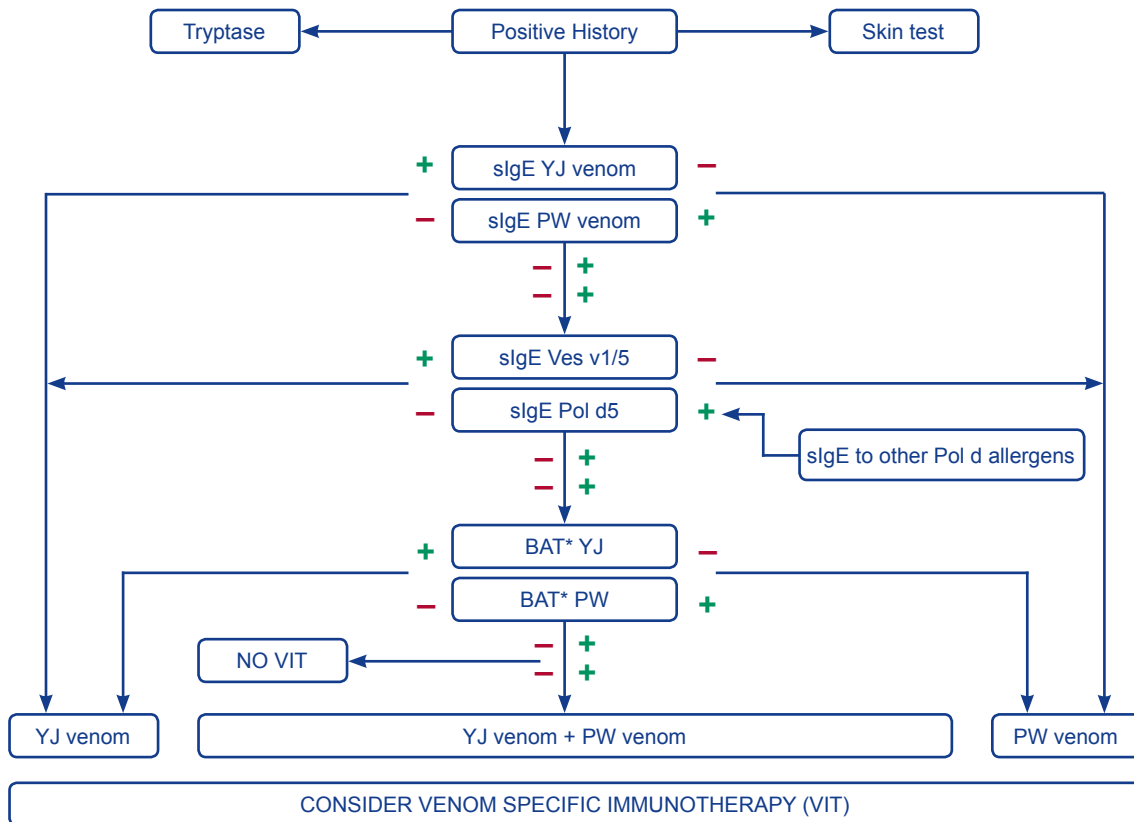 Tryptase
Positive History
Skin test
+
–
sIgE YJ venom
–
+
sIgE PW venom
– +
– +
+
–
sIgE Ves v1/5
–
+
sIgE Pol d5
sIgE to other Pol d allergens
– +
– +
+
–
BAT* YJ
–
+
BAT* PW
– +
– +
NO VIT
YJ venom
YJ venom + PW venom
PW venom
CONSIDER VENOM SPECIFIC IMMUNOTHERAPY (VIT)